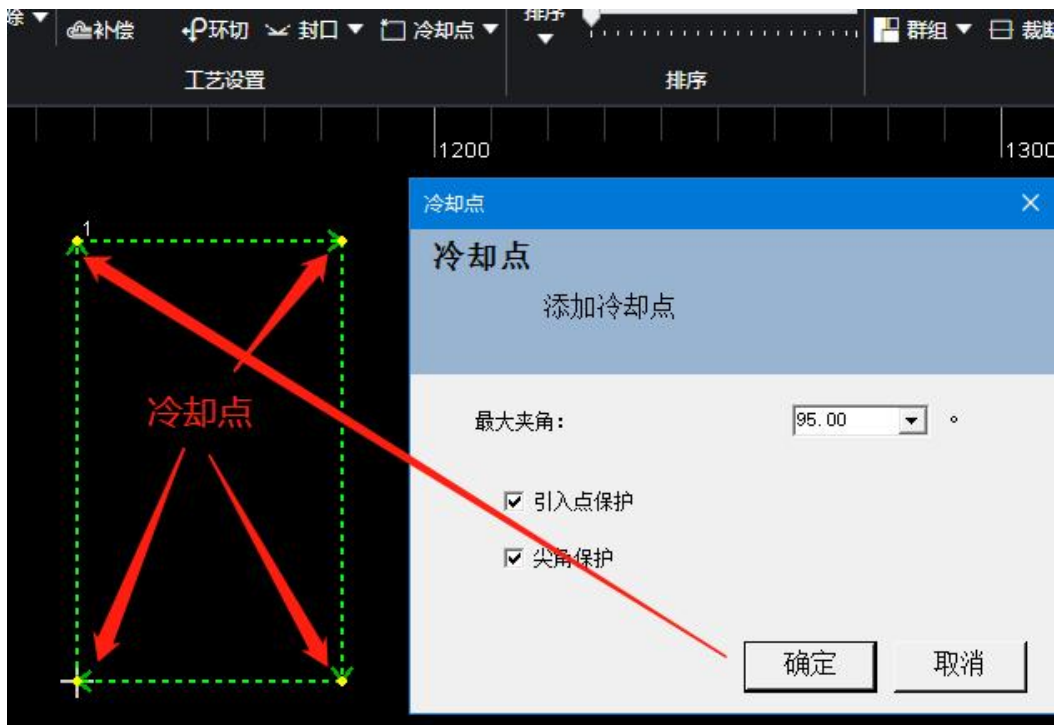 补偿 环切 封口 冷却点 排序 群组
工艺设置 排序
1200
冷却点
冷却点
添加冷却点
1
冷却点
最大夹角: 95.00 °
引入点保护
尖角保护
确定 取消